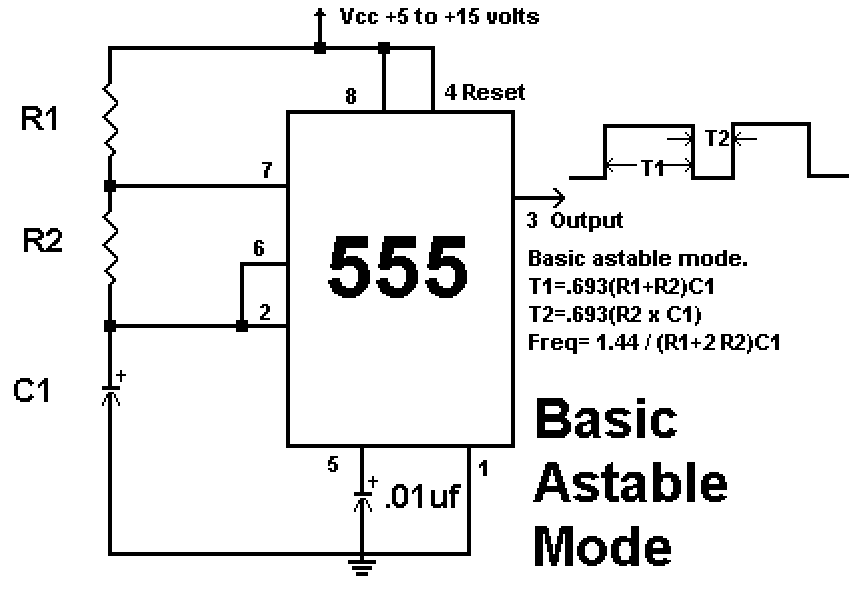 Vcc +5 to +15 volts
8
4 Reset
R1
T2
T1
7
3 Output
R2
6
555
Basic astable mode.
T1=.693(R1+R2)C1
2
T2=.693(R2 x C1)
Freq= 1.44 / (R1+2 R2)C1
C1
+
Basic
5
1
+
.01uf
Astable
Mode